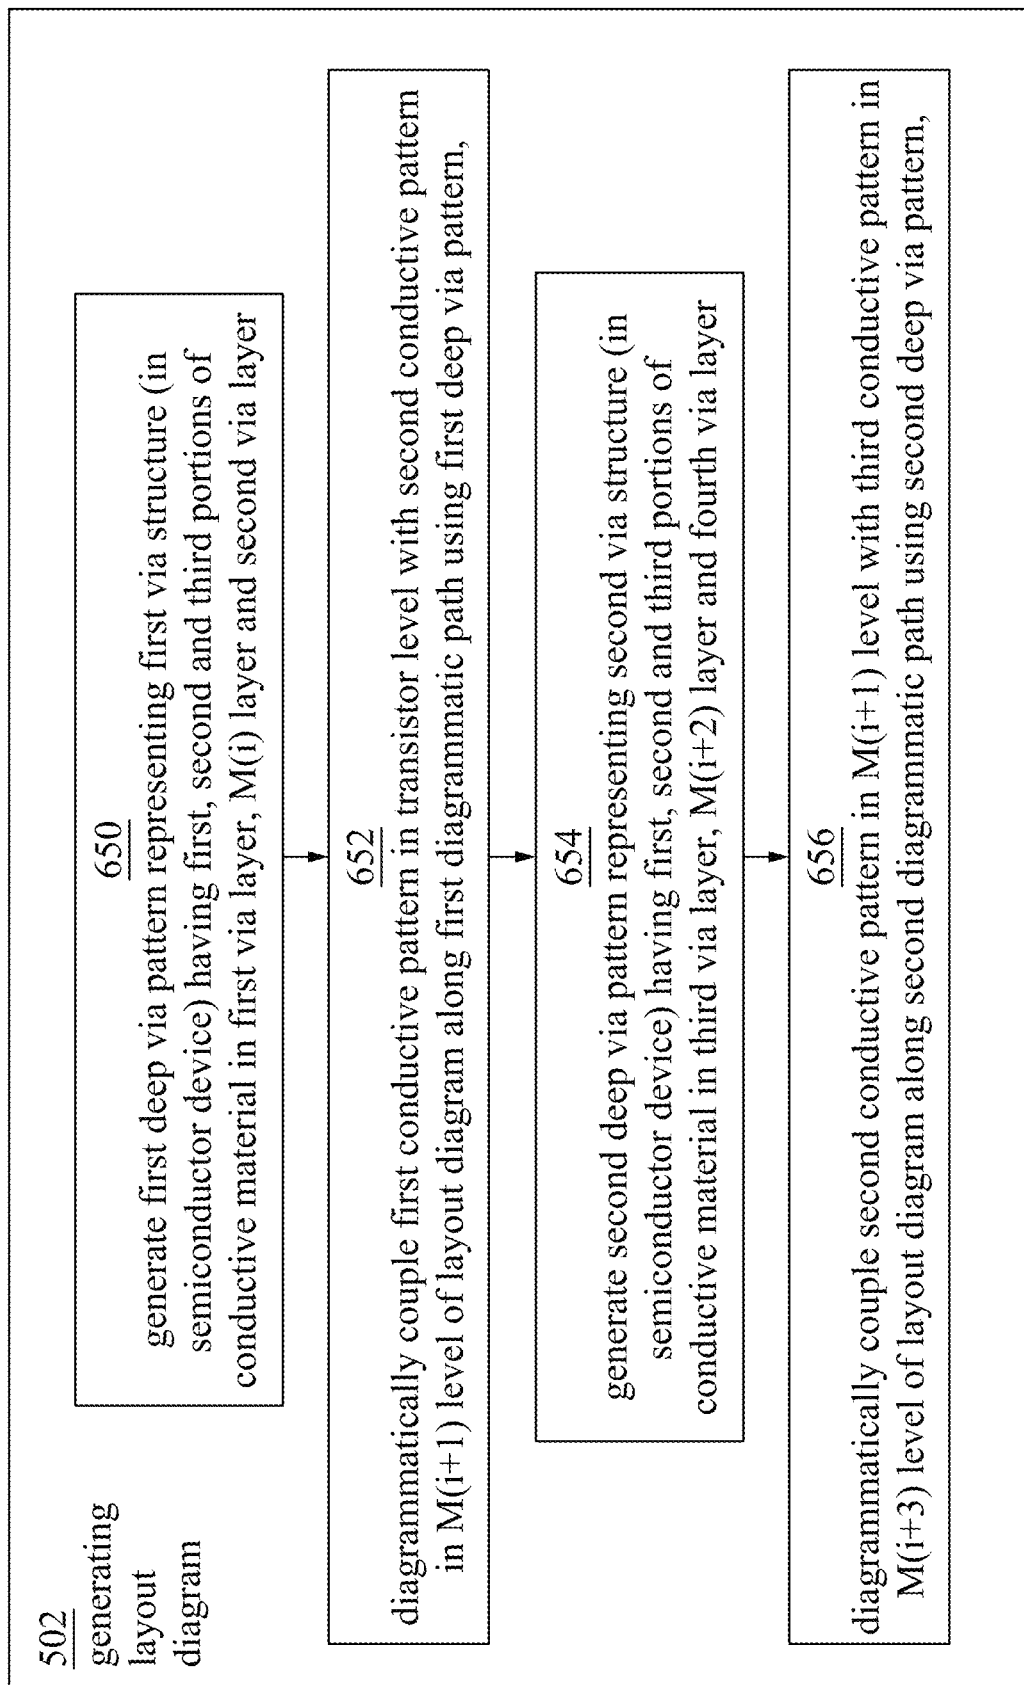 502
generating
layout
diagram
650
generate first deep via pattern representing first via structure (in
semiconductor device) having first, second and third portions of
conductive material in first via layer, M(i) layer and second via layer
652
diagrammatically couple first conductive pattern in transistor level with second conductive pattern
in M(i+1) level of layout diagram along first diagrammatic path using first deep via pattern,
654
generate second deep via pattern representing second via structure (in
semiconductor device) having first, second and third portions of
conductive material in third via layer, M(i+2) layer and fourth via layer
656
diagrammatically couple second conductive pattern in M(i+1) level with third conductive pattern in
M(i+3) level of layout diagram along second diagrammatic path using second deep via pattern,